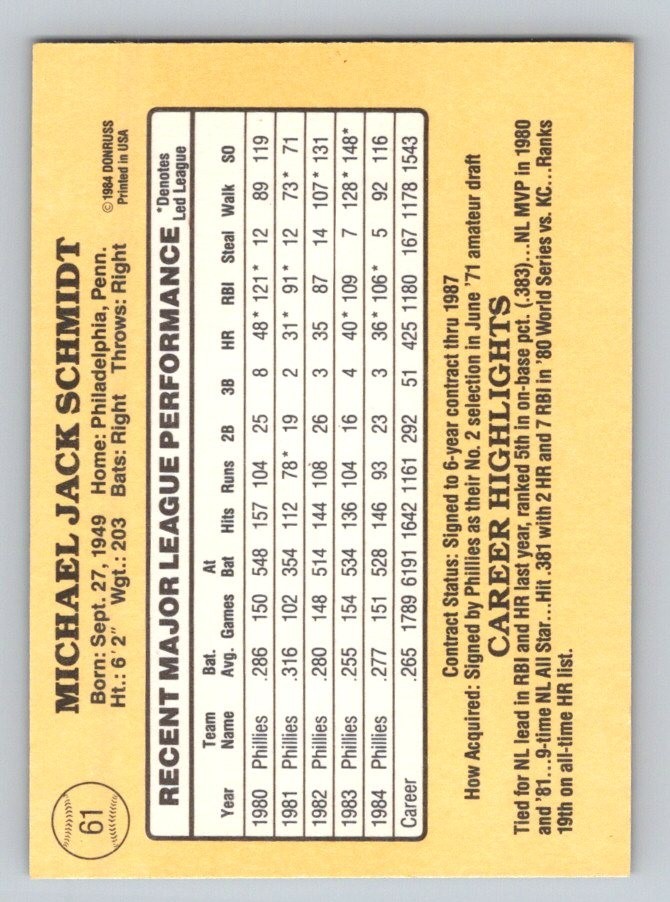 61
MICHAEL JACK SCHMIDT
Born: Sept. 27, 1949 Home: Philadelphia, Penn.
Ht.: 6'2" Wgt.: 203 Bats: Right Throws: Right
©1984 DONRUSS
Printed in USA
RECENT MAJOR LEAGUE PERFORMANCE
*Denotes
Led League
Year Team Name Bat. Avg. Games At Bat Hits Runs 2B 3B HR RBI Steal Walk SO
1980 Phillies .286 150 548 157 104 25 8 48* 121* 12 89 119
1981 Phillies .316 102 354 112 78* 19 2 31* 91* 12 73* 71
1982 Phillies .280 148 514 144 108 26 3 35 87 14 107* 131
1983 Phillies .255 154 534 136 104 16 4 40* 109 7 128* 148*
1984 Phillies .277 151 528 146 93 23 3 36* 106* 5 92 116
Career .265 1789 6191 1642 1161 292 51 425 1180 167 1178 1543
Contract Status: Signed to 6-year contract thru 1987
How Acquired: Signed by Phillies as their No. 2 selection in June '71 amateur draft
CAREER HIGHLIGHTS
Tied for NL lead in RBI and HR last year, ranked 5th in on-base pct. (.383)...NL MVP in 1980
and '81...9-time NL All Star...Hit .381 with 2 HR and 7 RBI in '80 World Series vs. KC...Ranks
19th on all-time HR list.